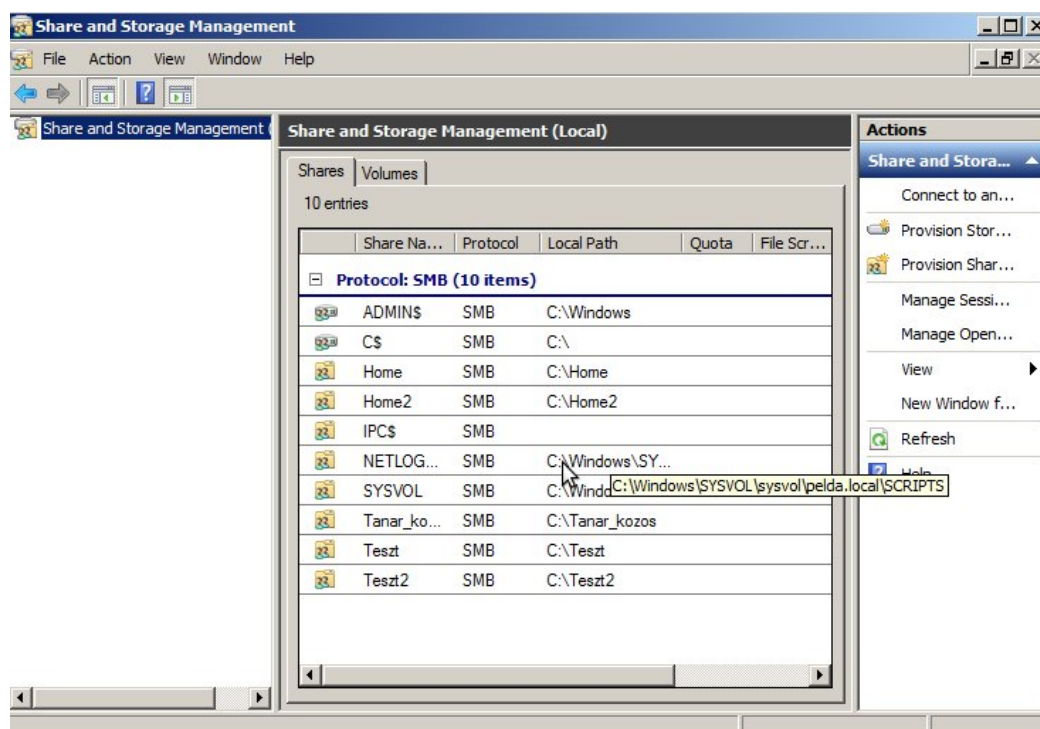 Share and Storage Management
File Action View Window Help
Share and Storage Management (
Share and Storage Management (Local)
Shares Volumes
10 entries
Share Na... Protocol Local Path Quota File Scr...
Protocol: SMB (10 items)
ADMIN$ SMB C:\Windows
C$ SMB C:\
Home SMB C:\Home
Home2 SMB C:\Home2
IPC$ SMB
NETLOG... SMB C:\Windows\SY...
SYSVOL SMB C:\Windo
C:\Windows\SYSVOL\sysvol\pelda.local\SCRIPTS
Tanar_ko... SMB C:\Tanar_kozos
Teszt SMB C:\Teszt
Teszt2 SMB C:\Teszt2
Actions
Share and Stora...
Connect to an...
Provision Stor...
Provision Shar...
Manage Sessi...
Manage Open...
View
New Window f...
Refresh
Help